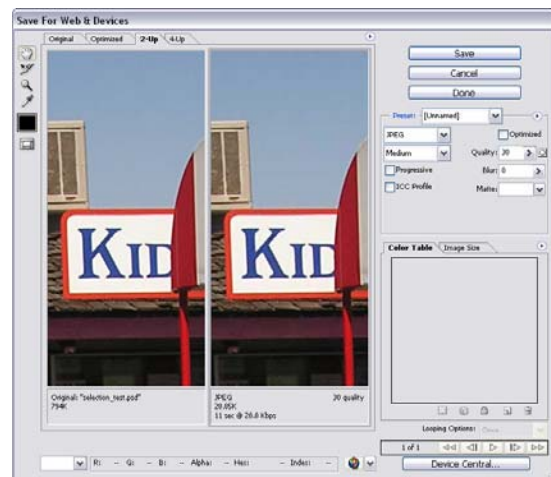 Save For Web & Devices
Original Optimized 2-Up 4-Up
Save
Cancel
Done
Preset: [Unnamed]
JPEG
Optimized
Medium
Quality: 30
Progressive
Blur: 0
ICC Profile
Matte:
KID
KID
Color Table Image Size
Original: "selection_test.psd"
794K
JPEG 30 quality
28.05K
11 sec @ 28.8 Kbps
Looping Options:
1 of 1
R: -- G: -- B: -- Alpha: -- Hex: -- Index: --
Device Central...